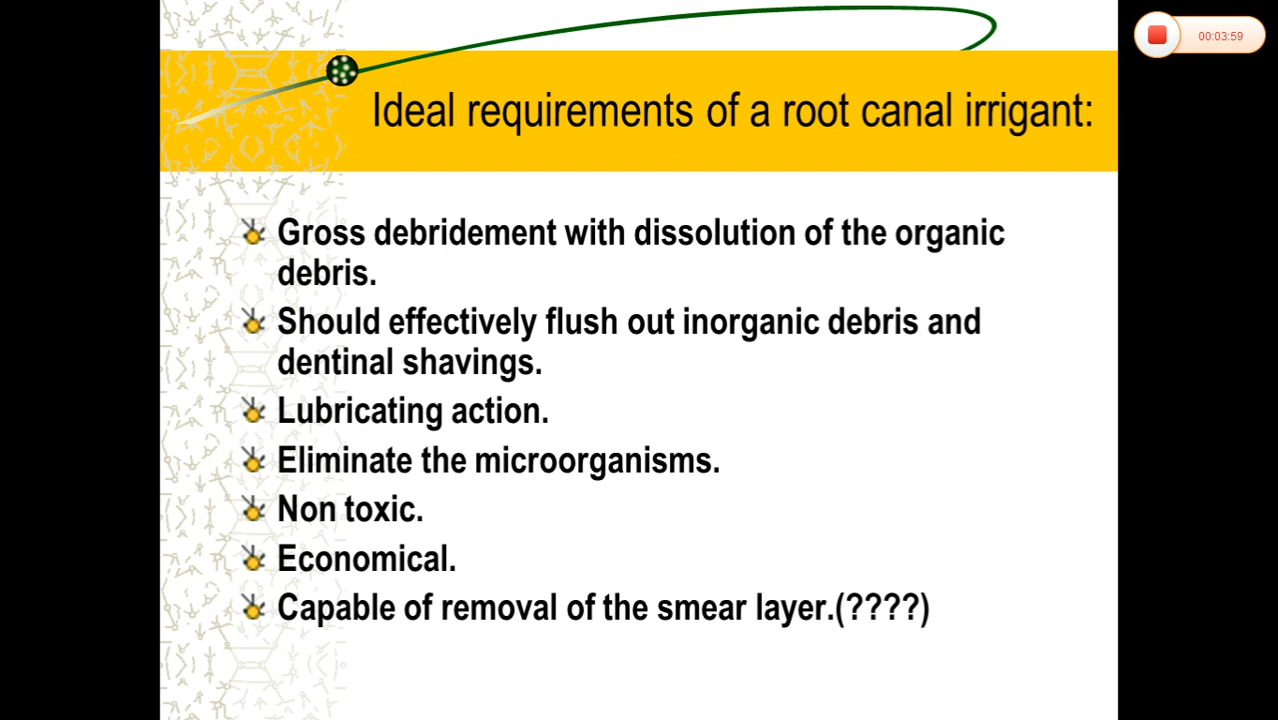 00:03:59
Ideal requirements of a root canal irrigant:
Gross debridement with dissolution of the organic
debris.
Should effectively flush out inorganic debris and
dentinal shavings.
Lubricating action.
Eliminate the microorganisms.
Non toxic.
Economical.
Capable of removal of the smear layer.(????)